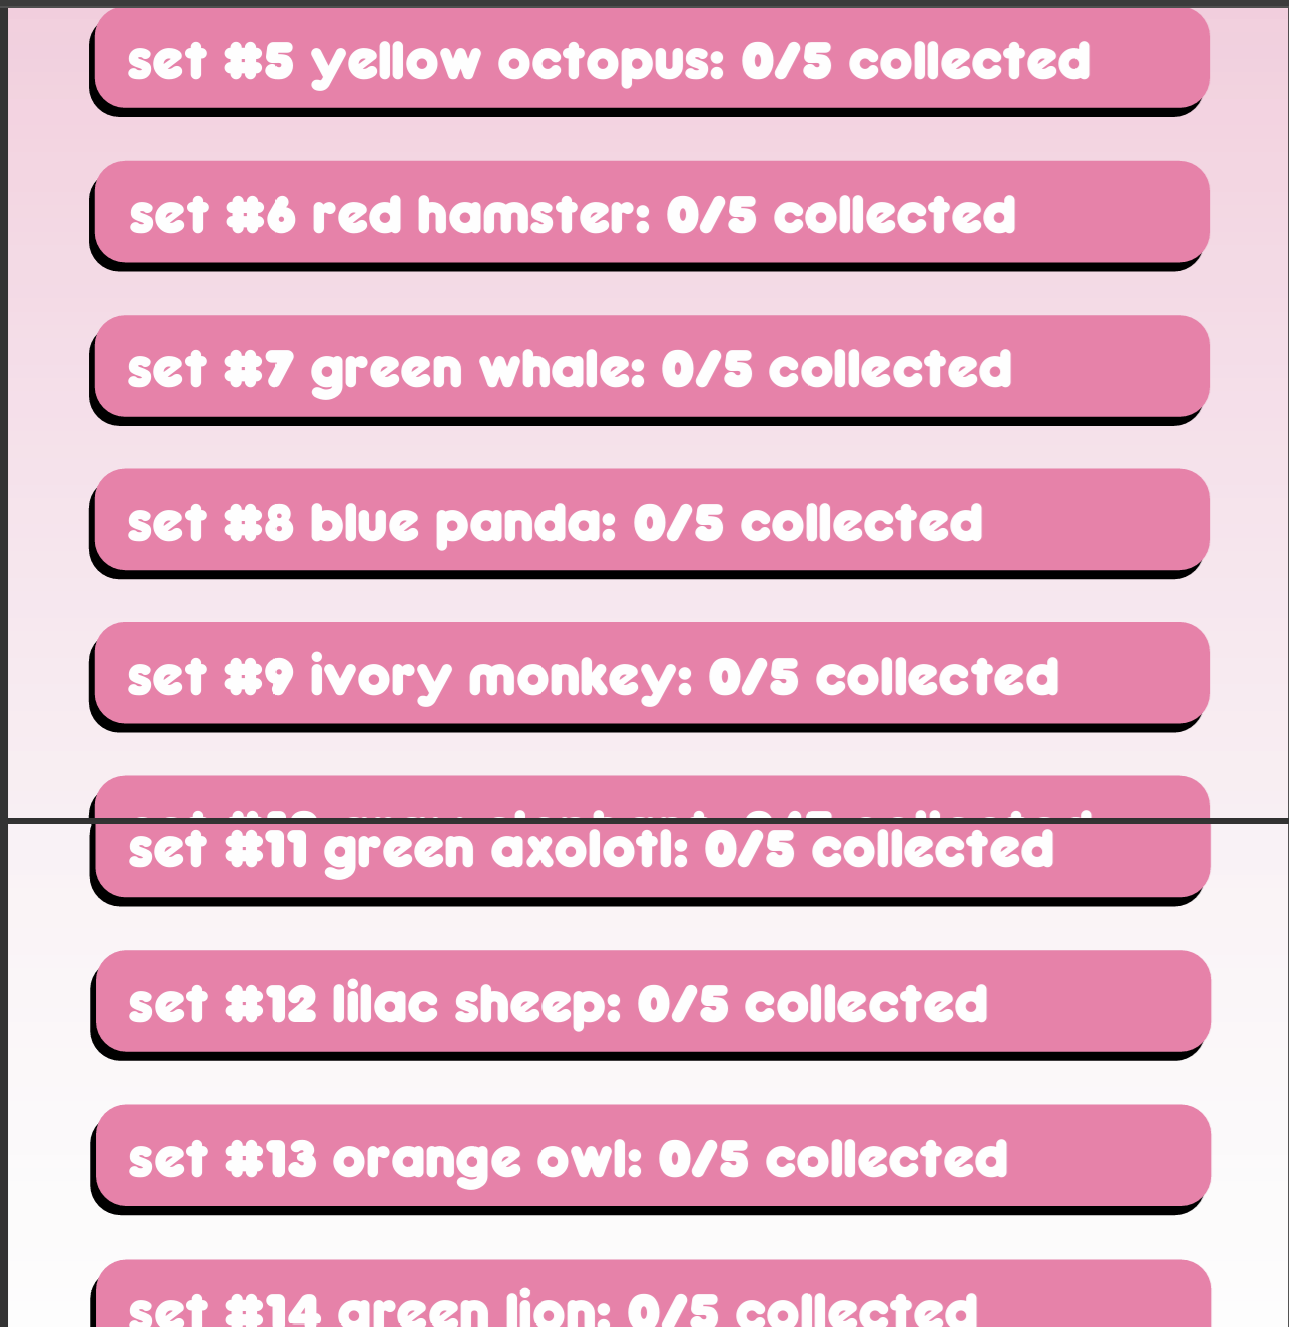 set #5 yellow octopus: 0/5 collected
set #6 red hamster: 0/5 collected
set #7 green whale: 0/5 collected
set #8 blue panda: 0/5 collected
set #9 ivory monkey: 0/5 collected
set #11 green axolotl: 0/5 collected
set #12 lilac sheep: 0/5 collected
set #13 orange owl: 0/5 collected
set #14 green lion: 0/5 collected